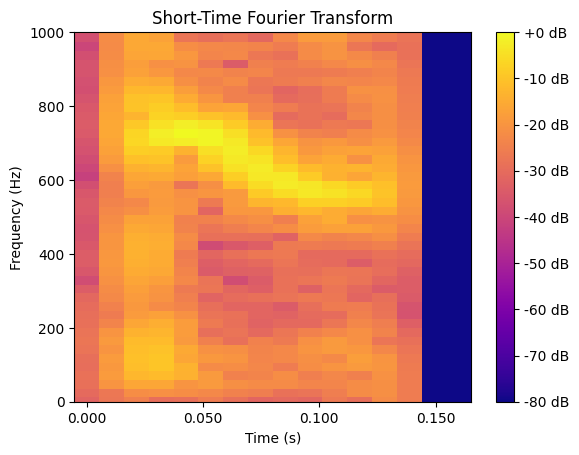 Short-Time Fourier Transform
1000
800
600
400
200
0
Frequency (Hz)
0.000
0.050
0.100
0.150
Time (s)
+0 dB
-10 dB
-20 dB
-30 dB
-40 dB
-50 dB
-60 dB
-70 dB
-80 dB